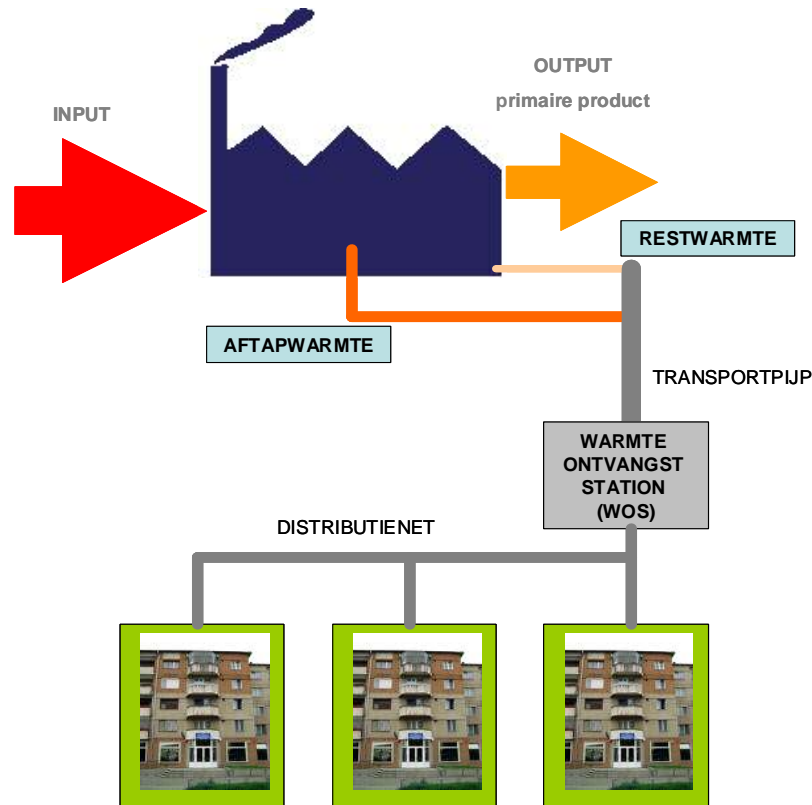 OUTPUT
primaire product
INPUT
RESTWARMTE
AFTAPWARMTE
TRANSPORTPIJP
WARMTE
ONTVANGST
STATION
(WOS)
DISTRIBUTIENET